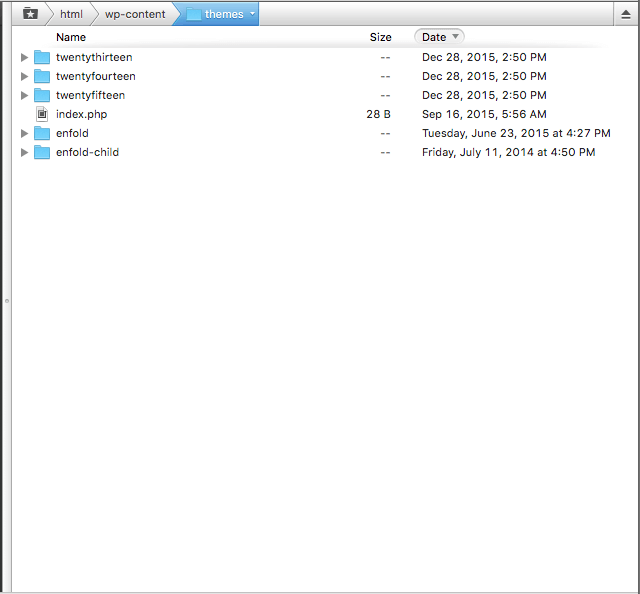 html wp-content themes
Name Size Date
twentythirteen -- Dec 28, 2015, 2:50 PM
twentyfourteen -- Dec 28, 2015, 2:50 PM
twentyfifteen -- Dec 28, 2015, 2:50 PM
index.php 28 B Sep 16, 2015, 5:56 AM
enfold -- Tuesday, June 23, 2015 at 4:27 PM
enfold-child -- Friday, July 11, 2014 at 4:50 PM